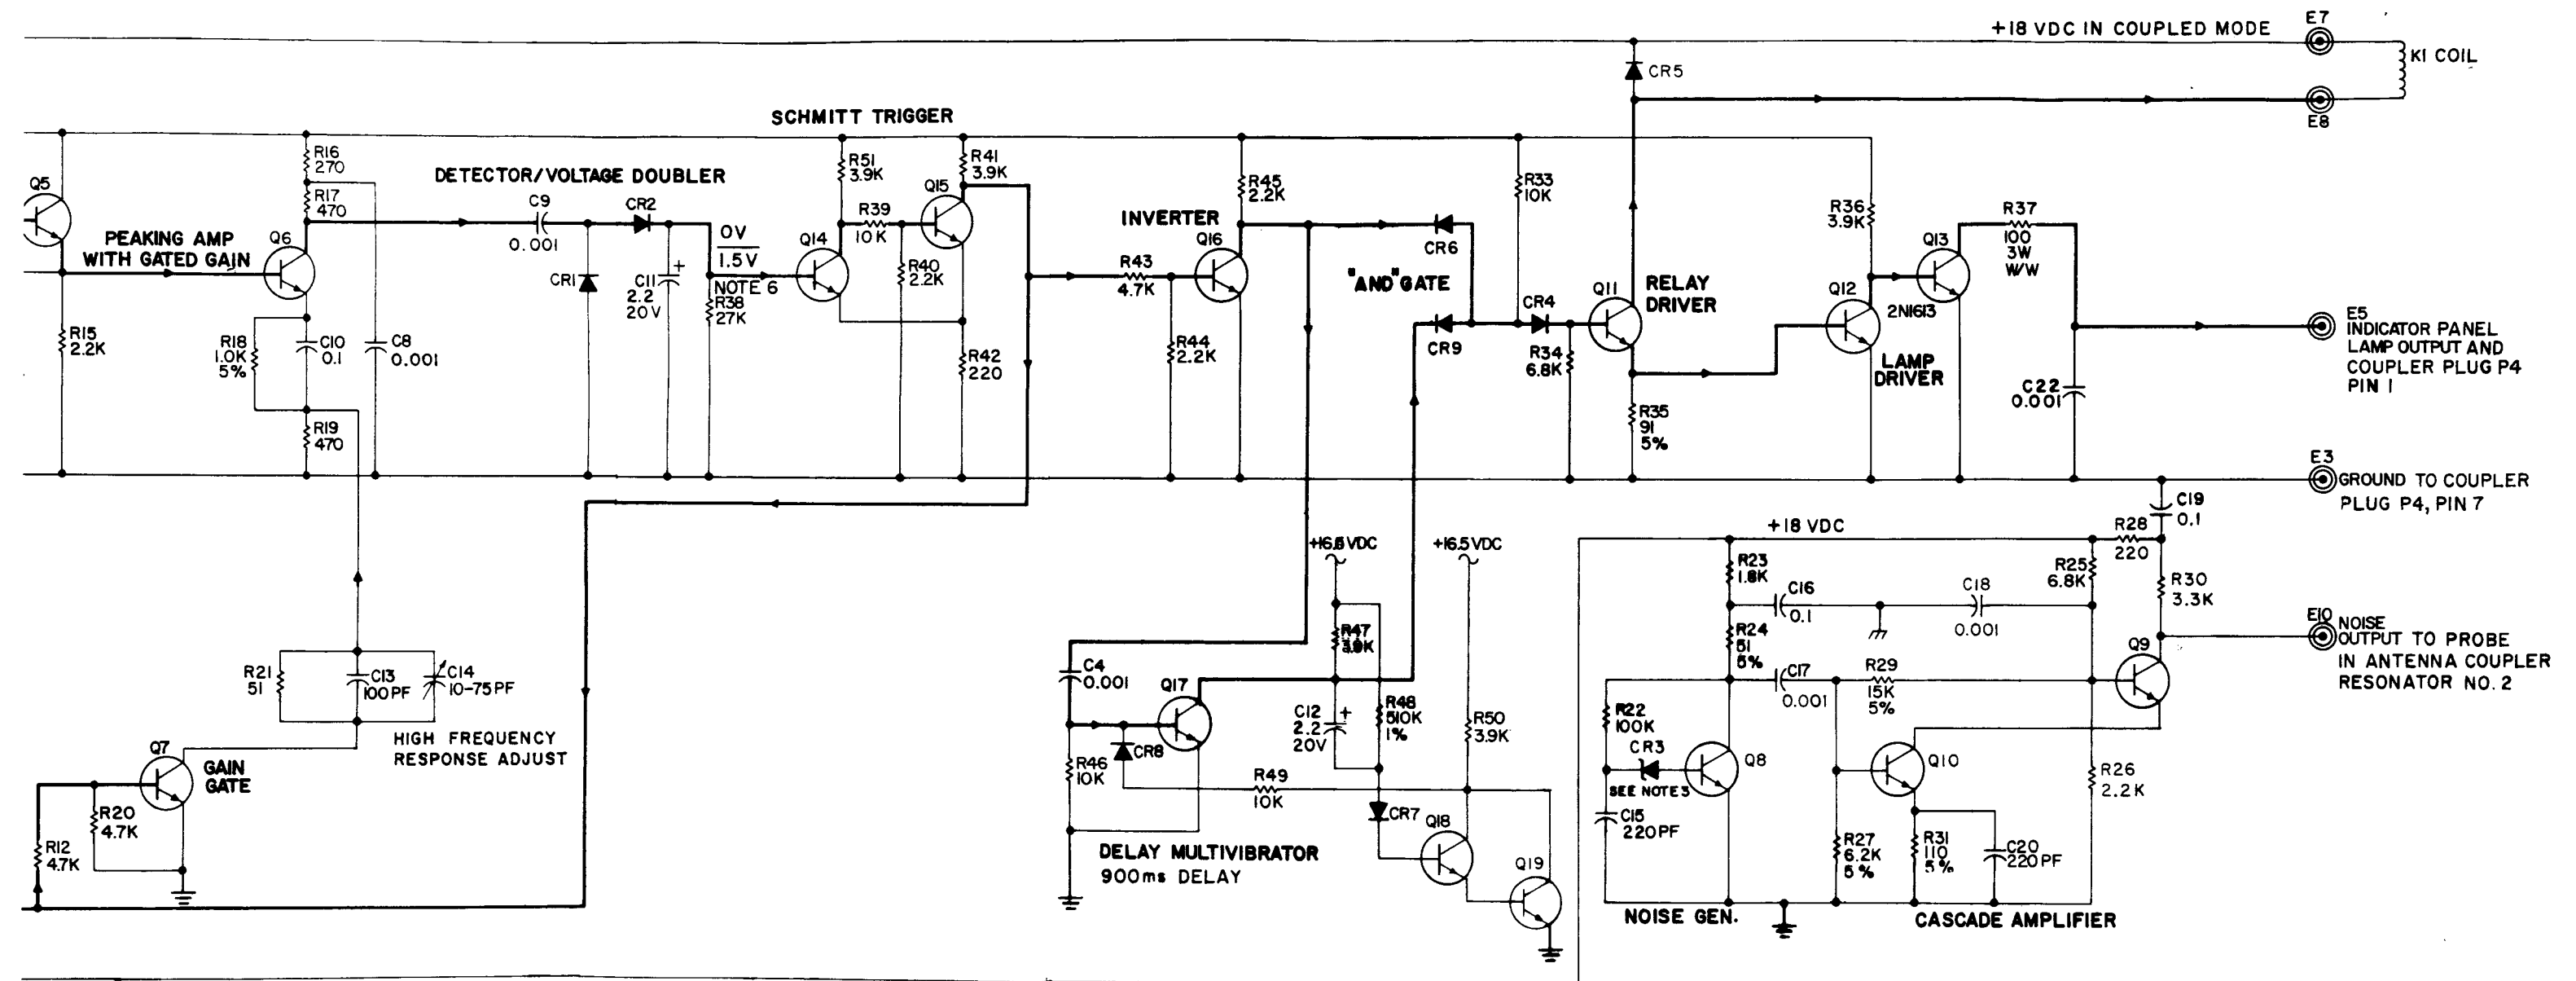 E7
+18 VDC IN COUPLED MODE
K1 COIL
CR5
E8
SCHMITT TRIGGER
R16
270
R51
3.9K
R41
3.9K
Q5
DETECTOR/VOLTAGE DOUBLER
R17
470
C9
0.001
CR2
Q15
R45
2.2K
R33
10K
R39
10K
INVERTER
R36
3.9K
R37
100
3W
W/W
PEAKING AMP
WITH GATED GAIN
Q6
0V
1.5V
NOTE 6
Q14
Q16
CR6
Q13
2N1613
CR1
C11
+
2.2
20V
R38
27K
R40
2.2K
R43
4.7K
"AND" GATE
RELAY
DRIVER
Q11
Q12
CR4
CR9
R15
2.2K
R18
1.0K
5%
C10
0.1
C8
0.001
R42
220
R44
2.2K
R34
6.8K
LAMP
DRIVER
E5
INDICATOR PANEL
LAMP OUTPUT AND
COUPLER PLUG P4
PIN 1
C22
0.001
R19
470
R35
91
5%
E3
GROUND TO COUPLER
PLUG P4, PIN 7
C19
0.1
+18 VDC
R28
220
+16.5VDC
R23
1.8K
R25
6.8K
R30
3.3K
C16
0.1
C18
0.001
R47
3.9K
R24
51
5%
E10
NOISE
OUTPUT TO PROBE
IN ANTENNA COUPLER
RESONATOR NO. 2
Q9
R21
51
C13
100PF
C14
10-75PF
C4
0.001
Q17
C17
0.001
R29
15K
5%
C12
+
2.2
20V
R48
510K
1%
R50
3.9K
R22
100K
HIGH FREQUENCY
RESPONSE ADJUST
Q7
GAIN
GATE
CR8
CR3
SEE NOTE 3
Q8
Q10
R46
10K
R49
10K
R26
2.2K
R20
4.7K
CR7
Q18
C15
220PF
R12
4.7K
DELAY MULTIVIBRATOR
900ms DELAY
Q19
R27
6.2K
5%
R31
110
5%
C20
220PF
NOISE GEN.
CASCADE AMPLIFIER